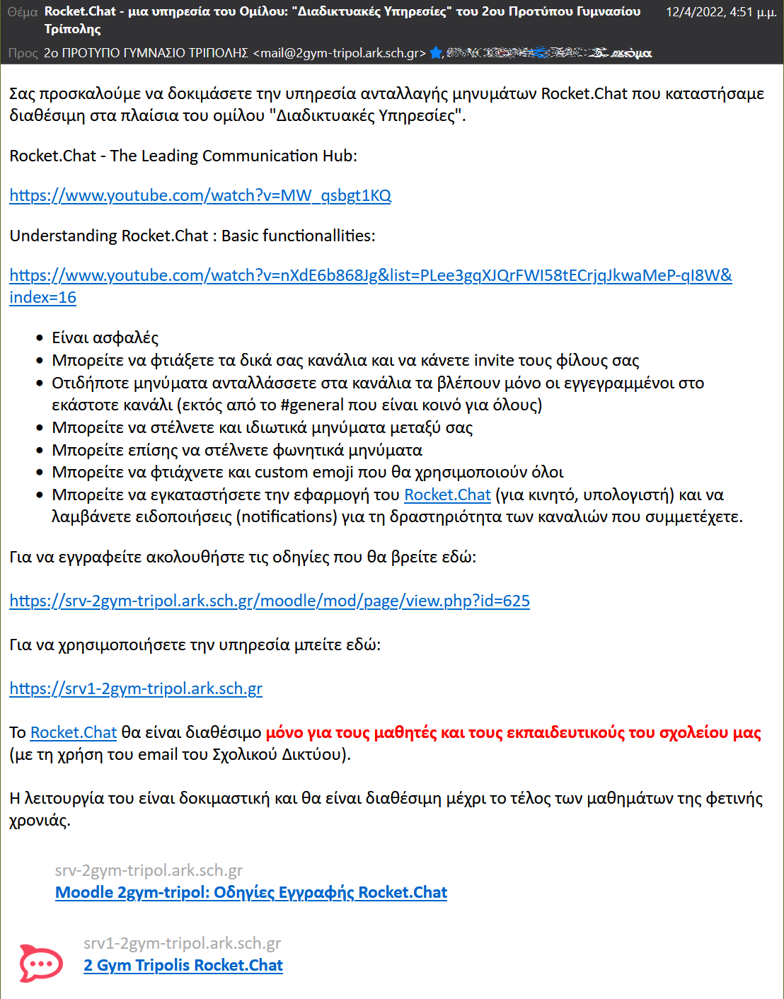 Θέμα Rocket.Chat - μια υπηρεσία του Ομίλου: "Διαδικτυακές Υπηρεσίες" του 2ου Προτύπου Γυμνασίου 12/4/2022, 4:51 μ.μ.
Τρίπολης
Προς 2ο ΠΡΟΤΥΠΟ ΓΥΜΝΑΣΙΟ ΤΡΙΠΟΛΗΣ <mail@2gym-tripol.ark.sch.gr>
Σας προσκαλούμε να δοκιμάσετε την υπηρεσία ανταλλαγής μηνυμάτων Rocket.Chat που καταστήσαμε
διαθέσιμη στα πλαίσια του ομίλου "Διαδικτυακές Υπηρεσίες".
Rocket.Chat - The Leading Communication Hub:
https://www.youtube.com/watch?v=MW_qsbgt1KQ
Understanding Rocket.Chat : Basic functionallities:
https://www.youtube.com/watch?v=nXdE6b868Jg&list=PLee3gqXJQrFWI58tECrjqJkwaMeP-qI8W&
index=16
• Είναι ασφαλές
• Μπορείτε να φτιάξετε τα δικά σας κανάλια και να κάνετε invite τους φίλους σας
• Οτιδήποτε μηνύματα ανταλλάσσετε στα κανάλια τα βλέπουν μόνο οι εγγεγραμμένοι στο
εκάστοτε κανάλι (εκτός από το #general που είναι κοινό για όλους)
• Μπορείτε να στέλνετε και ιδιωτικά μηνύματα μεταξύ σας
• Μπορείτε επίσης να στέλνετε φωνητικά μηνύματα
• Μπορείτε να φτιάχνετε και custom emoji που θα χρησιμοποιούν όλοι
• Μπορείτε να εγκαταστήσετε την εφαρμογή του Rocket.Chat (για κινητό, υπολογιστή) και να
λαμβάνετε ειδοποιήσεις (notifications) για τη δραστηριότητα των καναλιών που συμμετέχετε.
Για να εγγραφείτε ακολουθήστε τις οδηγίες που θα βρείτε εδώ:
https://srv-2gym-tripol.ark.sch.gr/moodle/mod/page/view.php?id=625
Για να χρησιμοποιήσετε την υπηρεσία μπείτε εδώ:
https://srv1-2gym-tripol.ark.sch.gr
Το Rocket.Chat θα είναι διαθέσιμο μόνο για τους μαθητές και τους εκπαιδευτικούς του σχολείου μας
(με τη χρήση του email του Σχολικού Δικτύου).
Η λειτουργία του είναι δοκιμαστική και θα είναι διαθέσιμη μέχρι το τέλος των μαθημάτων της φετινής
χρονιάς.
srv-2gym-tripol.ark.sch.gr
Moodle 2gym-tripol: Οδηγίες Εγγραφής Rocket.Chat
srv1-2gym-tripol.ark.sch.gr
2 Gym Tripolis Rocket.Chat